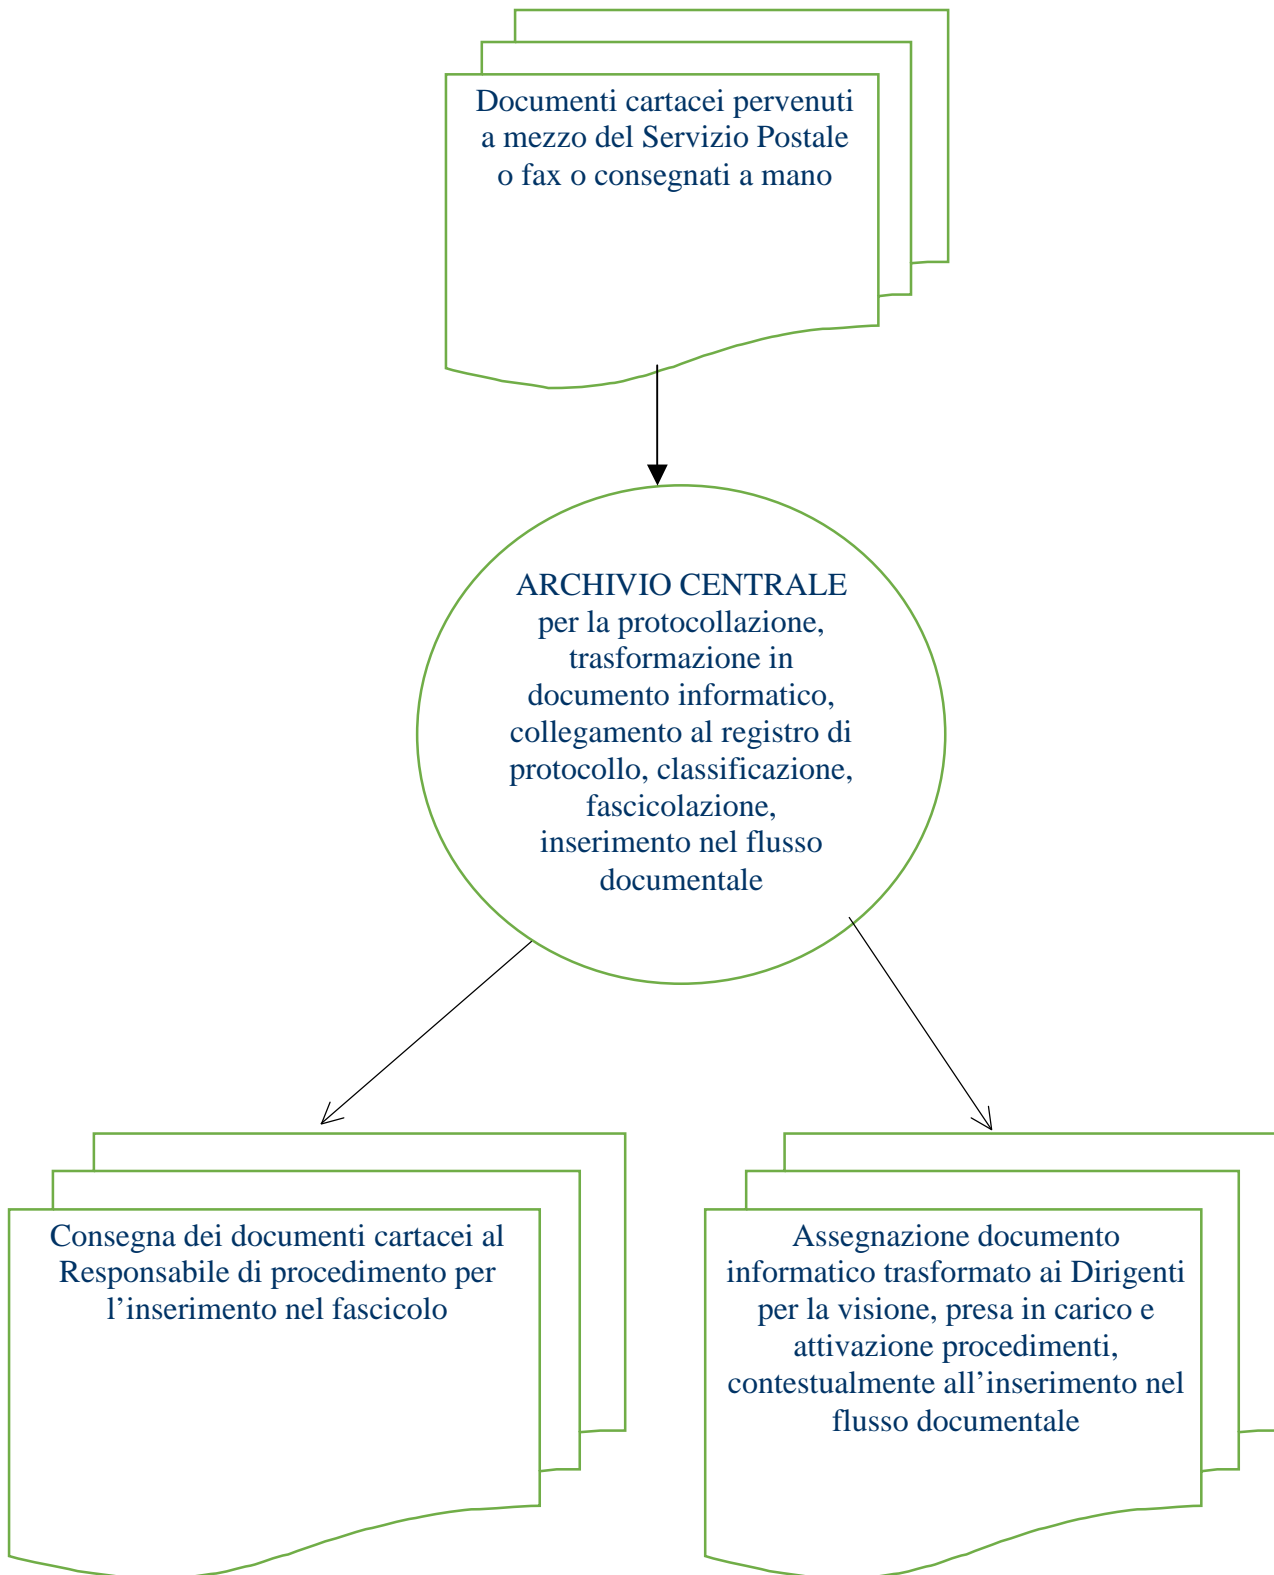 Documenti cartacei pervenuti
a mezzo del Servizio Postale
o fax o consegnati a mano
ARCHIVIO CENTRALE
per la protocollazione,
trasformazione in
documento informatico,
collegamento al registro di
protocollo, classificazione,
fascicolazione,
inserimento nel flusso
documentale
Consegna dei documenti cartacei al
Responsabile di procedimento per
l’inserimento nel fascicolo
Assegnazione documento
informatico trasformato ai Dirigenti
per la visione, presa in carico e
attivazione procedimenti,
contestualmente all’inserimento nel
flusso documentale